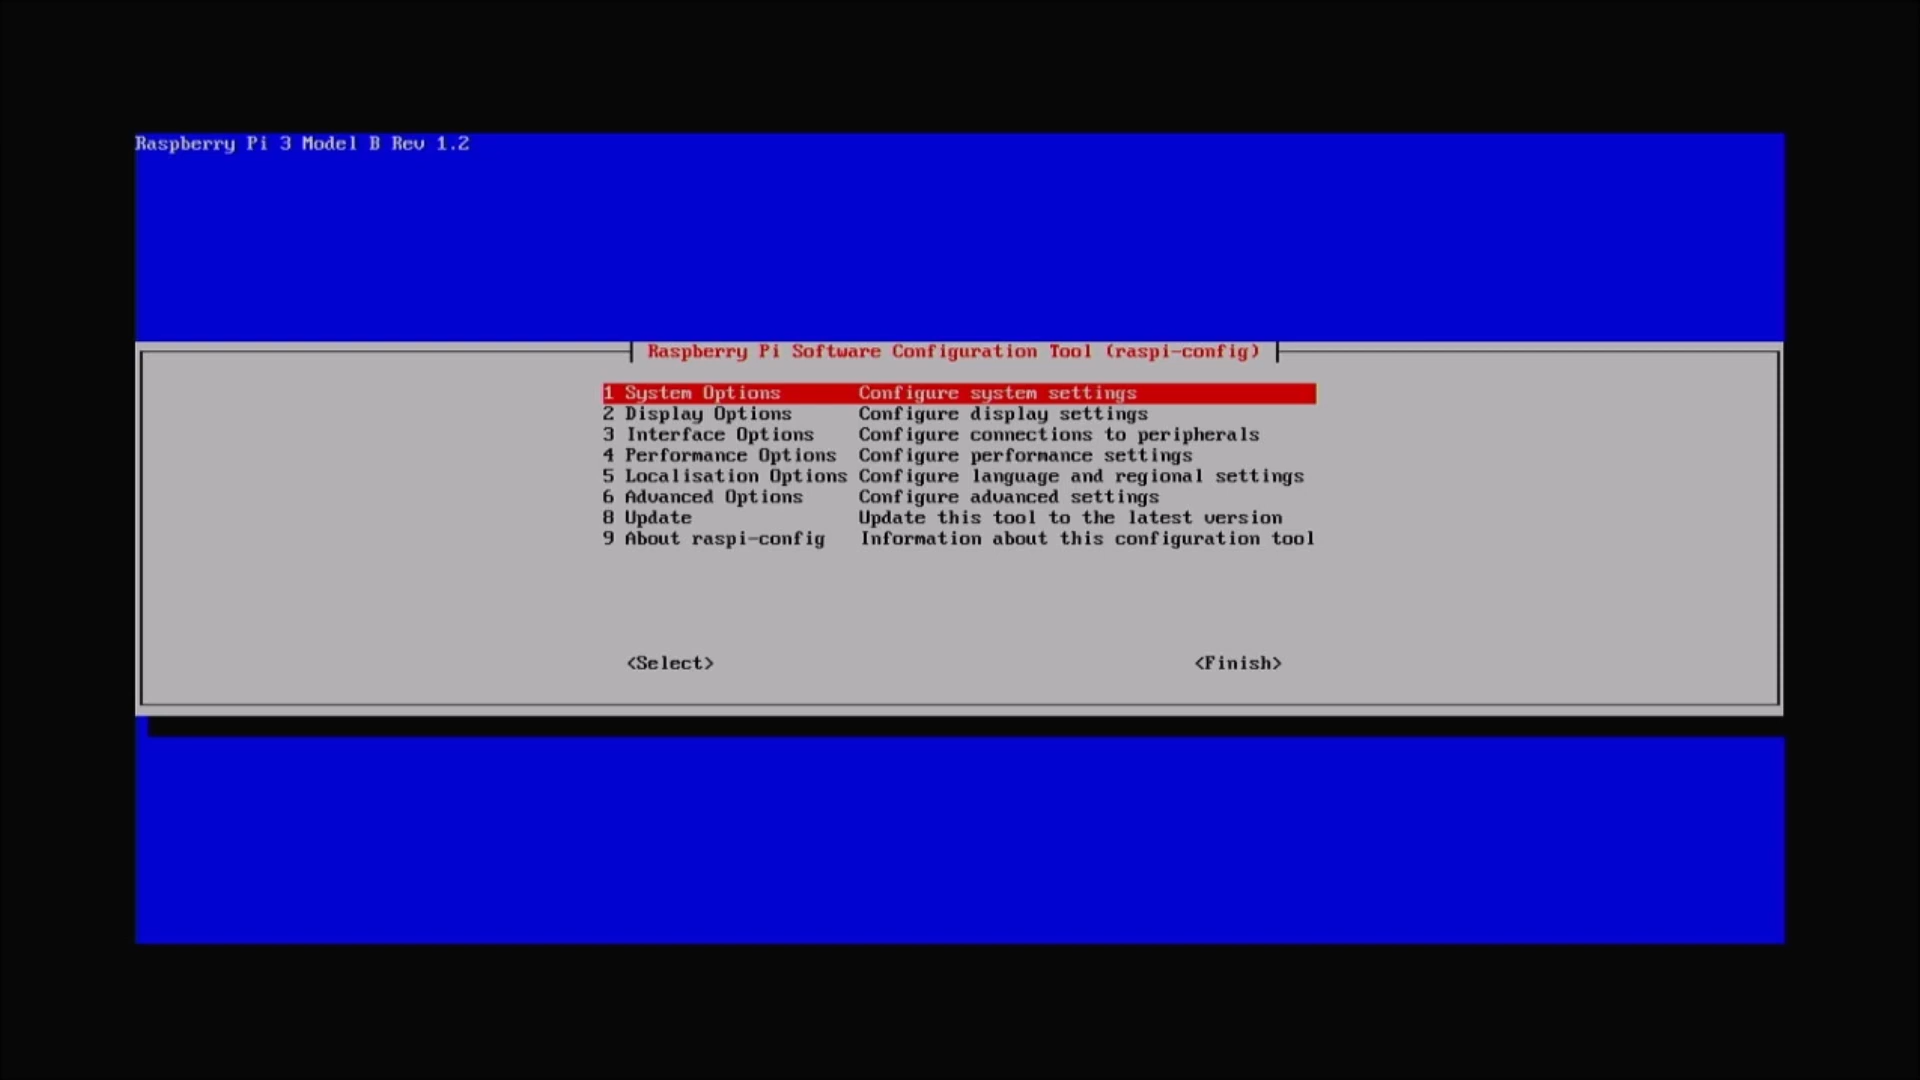 Raspberry Pi 3 Model B Rev 1.2
Raspberry Pi Software Configuration Tool (raspi-config)
1 System Options Configure system settings
2 Display Options Configure display settings
3 Interface Options Configure connections to peripherals
4 Performance Options Configure performance settings
5 Localisation Options Configure language and regional settings
6 Advanced Options Configure advanced settings
8 Update Update this tool to the latest version
9 About raspi-config Information about this configuration tool
<Select> <Finish>